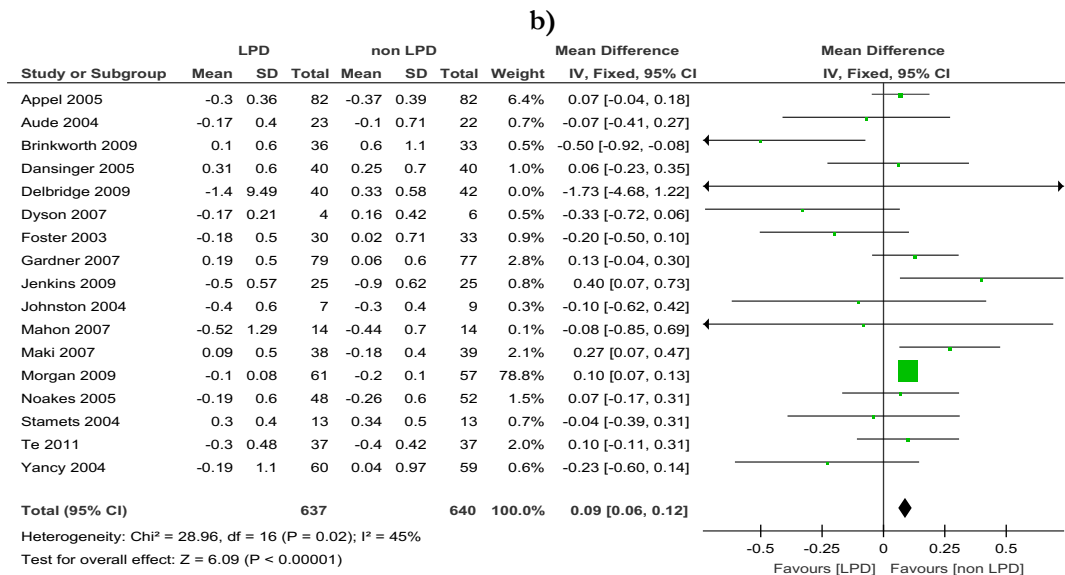 b)
LPD non LPD Mean Difference Mean Difference
Study or Subgroup Mean SD Total Mean SD Total Weight IV, Fixed, 95% CI IV, Fixed, 95% CI
Appel 2005 -0.3 0.36 82 -0.37 0.39 82 6.4% 0.07 [-0.04, 0.18]
Aude 2004 -0.17 0.4 23 -0.1 0.71 22 0.7% -0.07 [-0.41, 0.27]
Brinkworth 2009 0.1 0.6 36 0.6 1.1 33 0.4% -0.50 [-0.92, -0.08]
Dansinger 2005 0.31 0.6 40 0.25 0.7 40 0.8% 0.06 [-0.23, 0.35]
Delbridge 2009 -1.4 9.49 40 0.33 0.58 42 0.0% -1.73 [-4.68, 1.22]
Dyson 2007 -0.17 0.21 4 0.16 0.42 6 0.5% -0.33 [-0.72, 0.06]
Foster 2003 -0.18 0.5 30 0.02 0.71 33 0.9% -0.20 [-0.50, 0.10]
Gardner 2007 0.19 0.5 79 0.06 0.6 77 2.8% 0.13 [-0.04, 0.30]
Jenkins 2009 -0.5 0.57 25 -0.9 0.62 25 0.8% 0.40 [0.07, 0.73]
Johnston 2004 -0.4 0.6 7 -0.3 0.4 9 0.3% -0.10 [-0.62, 0.42]
Mahon 2007 -0.52 1.29 14 -0.44 0.7 14 0.1% -0.08 [-0.85, 0.69]
Maki 2007 0.09 0.5 38 -0.18 0.4 39 2.1% 0.27 [0.07, 0.47]
Morgan 2009 -0.1 0.08 61 -0.2 0.1 57 78.8% 0.10 [0.07, 0.13]
Noakes 2005 -0.19 0.6 48 -0.26 0.6 52 1.5% 0.07 [-0.17, 0.31]
Stamets 2004 0.3 0.4 13 0.34 0.5 13 0.7% -0.04 [-0.39, 0.31]
Te 2011 -0.3 0.48 37 -0.4 0.42 37 2.0% 0.10 [-0.11, 0.31]
Yancy 2004 -0.19 1.1 60 0.04 0.97 59 0.6% -0.23 [-0.60, 0.14]
Total (95% CI) 637 640 100.0% 0.09 [0.06, 0.12]
Heterogeneity: Chi² = 28.96, df = 16 (P = 0.02); I² = 45%
Test for overall effect: Z = 6.09 (P < 0.00001)
-0.5 -0.25 0 0.25 0.5
Favours [LPD] Favours [non LPD]